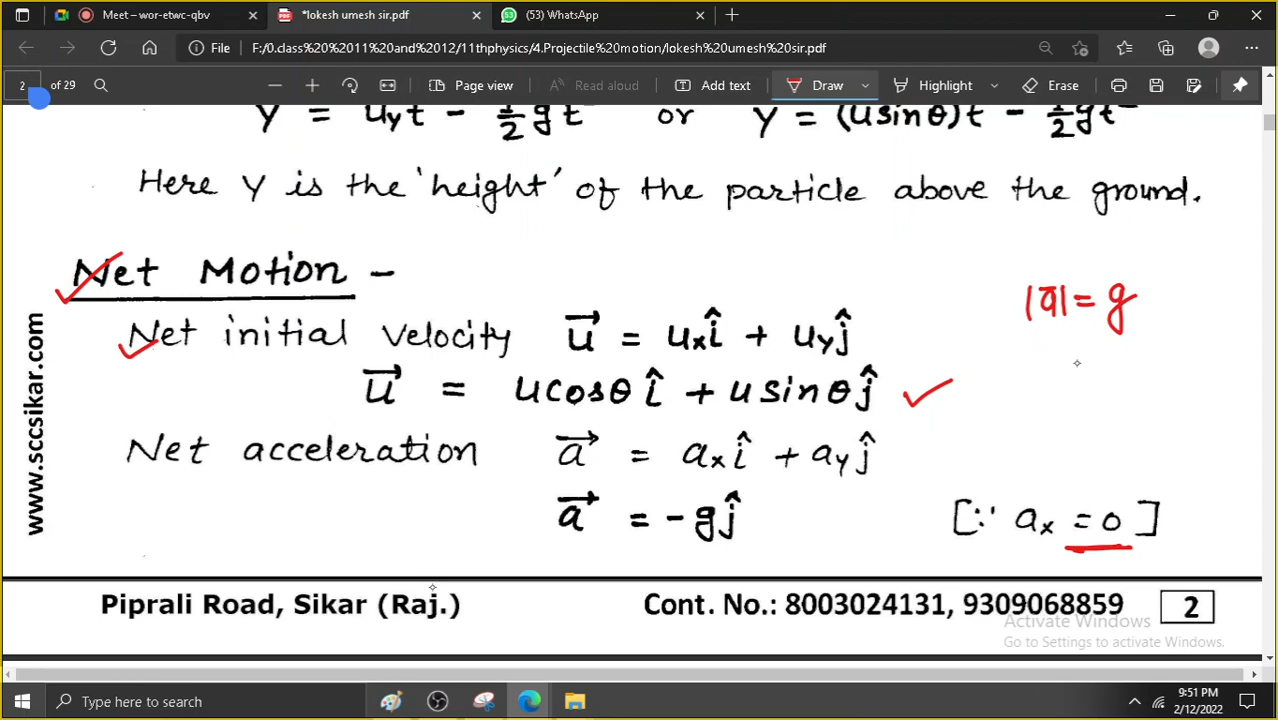 Meet – wor-etwc-qbv
*lokesh umesh sir.pdf
(53) WhatsApp
File
F:/0.class%20%2011%20and%2012/11thphysics/4.Projectile%20motion/lokesh%20umesh%20sir.pdf
2 of 29
Page view
Read aloud
Add text
Draw
Highlight
Erase
Y = uyt - 1/2 gt² or Y = (usinθ)t - 1/2 gt²
Here Y is the 'height' of the particle above the ground.
Net Motion -
|a̅| = g
Net initial velocity u⃗ = uxî + uyĵ
u⃗ = ucosθ î + usinθ ĵ
Net acceleration a⃗ = axî + ayĵ
a⃗ = -gĵ [∵ ax = 0]
www.sccsikar.com
Piprali Road, Sikar (Raj.) Cont. No.: 8003024131, 9309068859 2
Activate Windows
Go to Settings to activate Windows.
Type here to search
9:51 PM
2/12/2022